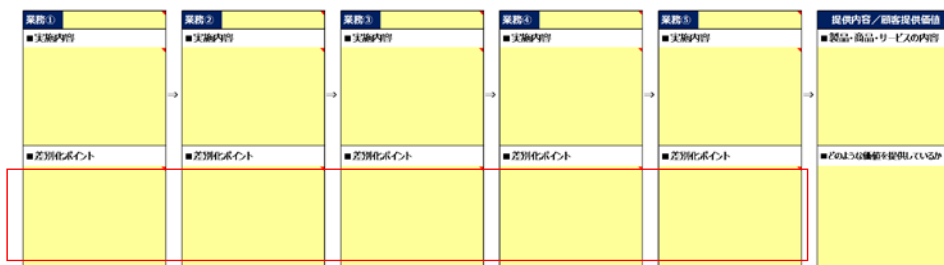 業務① 業務② 業務③ 業務④ 業務⑤ 提供内容／顧客提供価値
■実施内容 ■実施内容 ■実施内容 ■実施内容 ■実施内容 ■製品・商品・サービスの内容
⇒ ⇒ ⇒ ⇒ ⇒
■差別化ポイント ■差別化ポイント ■差別化ポイント ■差別化ポイント ■差別化ポイント ■どのような価値を提供しているか